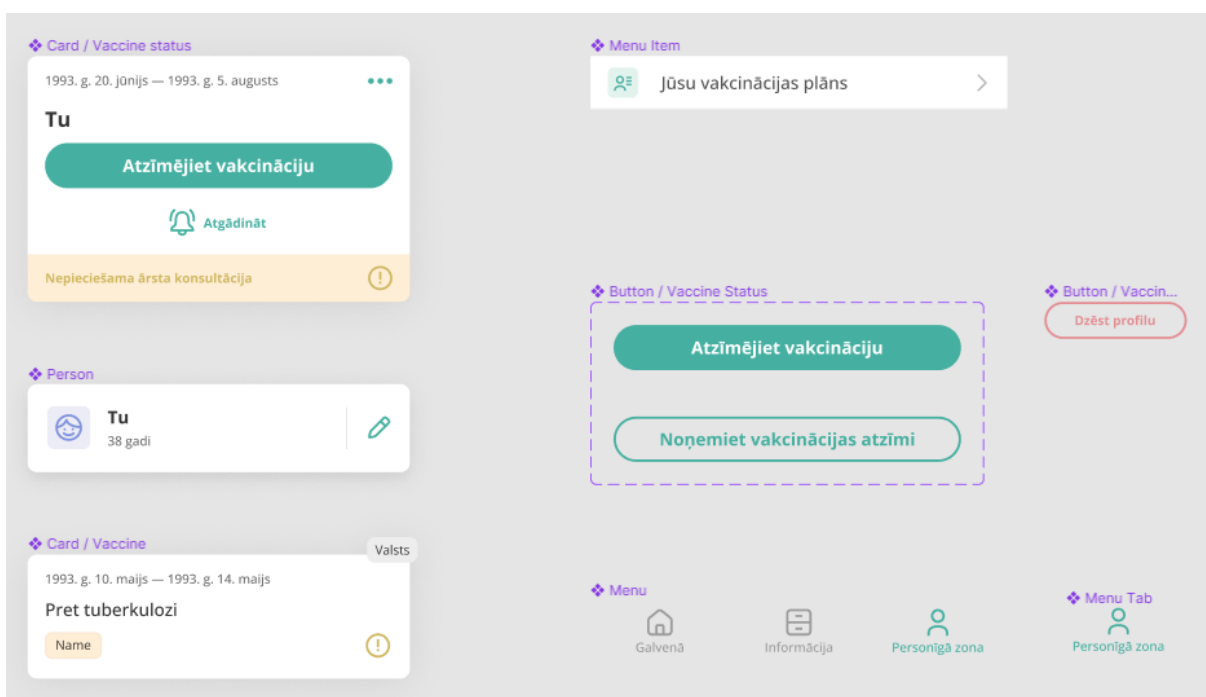 Card / Vaccine status
1993. g. 20. jūnijs — 1993. g. 5. augusts
Tu
Atzīmējiet vakcināciju
Atgādināt
Nepieciešama ārsta konsultācija
Person
Tu
38 gadi
Card / Vaccine
Valsts
1993. g. 10. maijs — 1993. g. 14. maijs
Pret tuberkulozi
Name
Menu Item
Jūsu vakcinācijas plāns
Button / Vaccine Status
Atzīmējiet vakcināciju
Noņemiet vakcinācijas atzīmi
Button / Vaccin...
Dzēst profilu
Menu
Galvenā
Informācija
Personīgā zona
Menu Tab
Personīgā zona